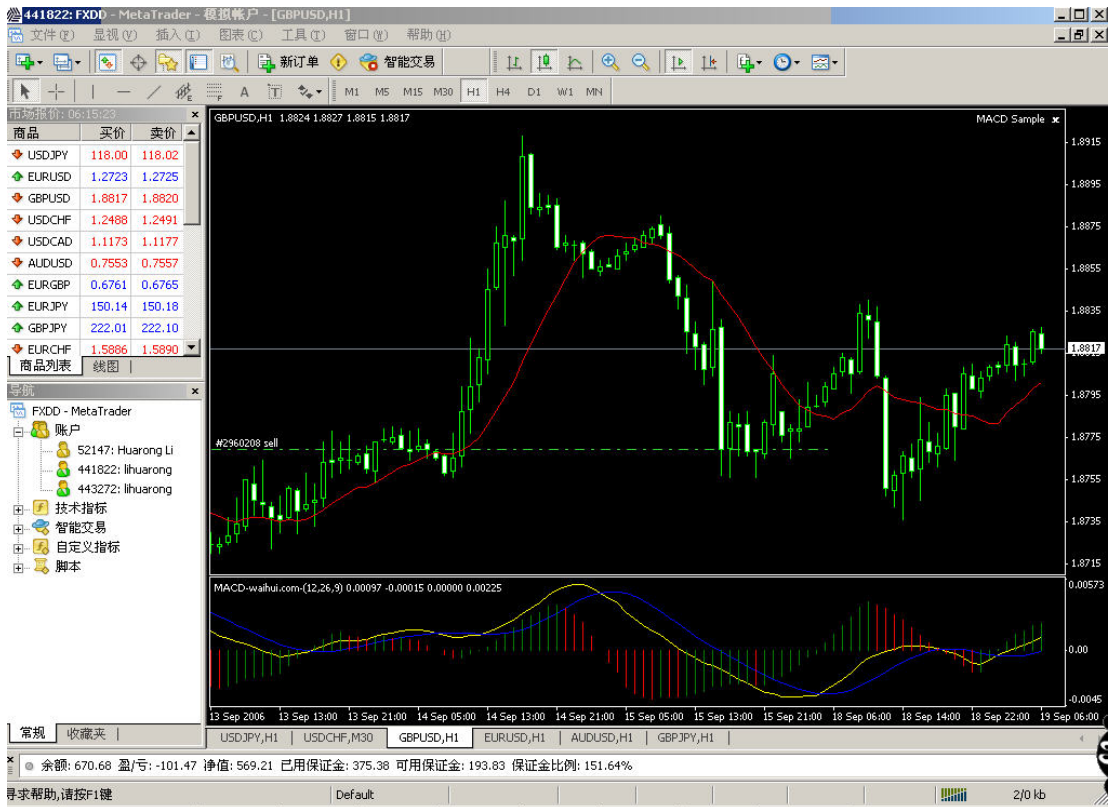 441822: FXDD - MetaTrader - 模拟帐户 - [GBPUSD,H1]
文件(F) 显视(V) 插入(I) 图表(C) 工具(T) 窗口(W) 帮助(H)
新订单 智能交易
A T M1 M5 M15 M30 H1 H4 D1 W1 MN
市场报价: 06:15:23
商品 买价 卖价
USDJPY 118.00 118.02
EURUSD 1.2723 1.2725
GBPUSD 1.8817 1.8820
USDCHF 1.2488 1.2491
USDCAD 1.1173 1.1177
AUDUSD 0.7553 0.7557
EURGBP 0.6761 0.6765
EURJPY 150.14 150.18
GBPJPY 222.01 222.10
EURCHF 1.5886 1.5890
商品列表 线图
导航
FXDD - MetaTrader
账户
52147: Huarong Li
441822: lihuarong
443272: lihuarong
技术指标
智能交易
自定义指标
脚本
常规 收藏夹
GBPUSD,H1 1.8824 1.8827 1.8815 1.8817
MACD Sample
1.8915
1.8895
1.8875
1.8855
1.8835
1.8817
1.8795
1.8775
1.8755
1.8735
1.8715
#2960208 sell
MACD-waihui.com-(12,26,9) 0.00097 -0.00015 0.00000 0.00225
0.00573
0.00
-0.0045
13 Sep 2006 13 Sep 13:00 13 Sep 21:00 14 Sep 05:00 14 Sep 13:00 14 Sep 21:00 15 Sep 05:00 15 Sep 13:00 15 Sep 21:00 18 Sep 06:00 18 Sep 14:00 18 Sep 22:00 19 Sep 06:00
USDJPY,H1 USDCHF,M30 GBPUSD,H1 EURUSD,H1 AUDUSD,H1 GBPJPY,H1
余额: 670.68 盈/亏: -101.47 净值: 569.21 已用保证金: 375.38 可用保证金: 193.83 保证金比例: 151.64%
寻求帮助,请按F1键 Default 2/0 kb